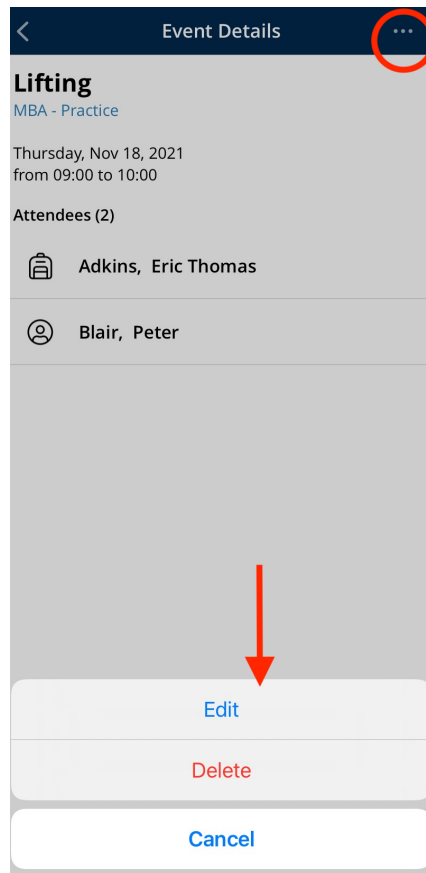 Event Details
Lifting
MBA - Practice
Thursday, Nov 18, 2021
from 09:00 to 10:00
Attendees (2)
Adkins, Eric Thomas
Blair, Peter
Edit
Delete
Cancel